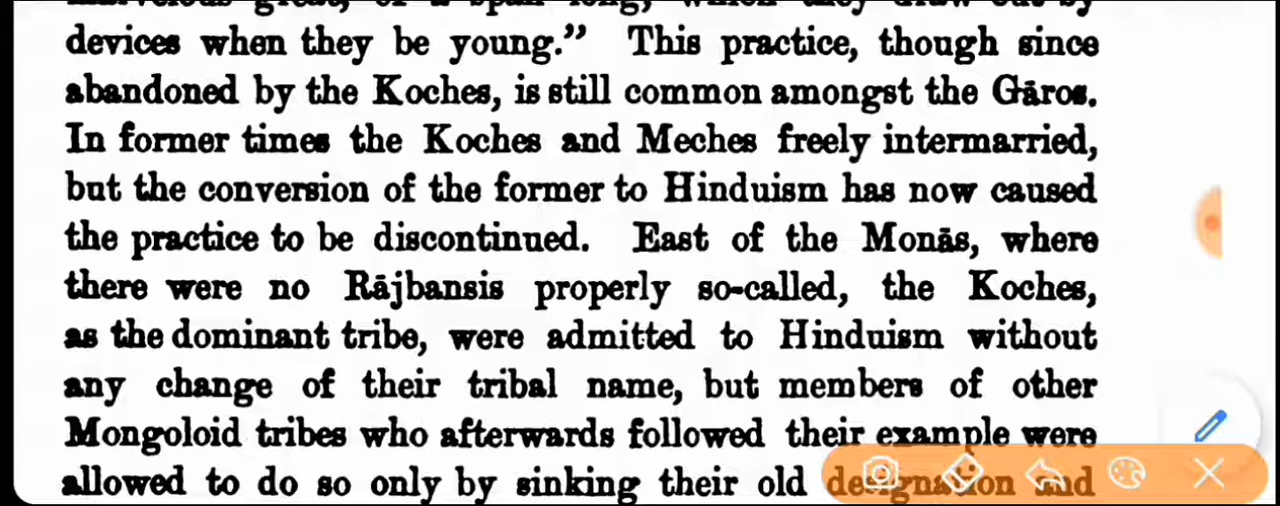 devices when they be young.” This practice, though since
abandoned by the Koches, is still common amongst the Gāros.
In former times the Koches and Meches freely intermarried,
but the conversion of the former to Hinduism has now caused
the practice to be discontinued. East of the Monās, where
there were no Rājbansis properly so-called, the Koches,
as the dominant tribe, were admitted to Hinduism without
any change of their tribal name, but members of other
Mongoloid tribes who afterwards followed their example were
allowed to do so only by sinking their old designation and